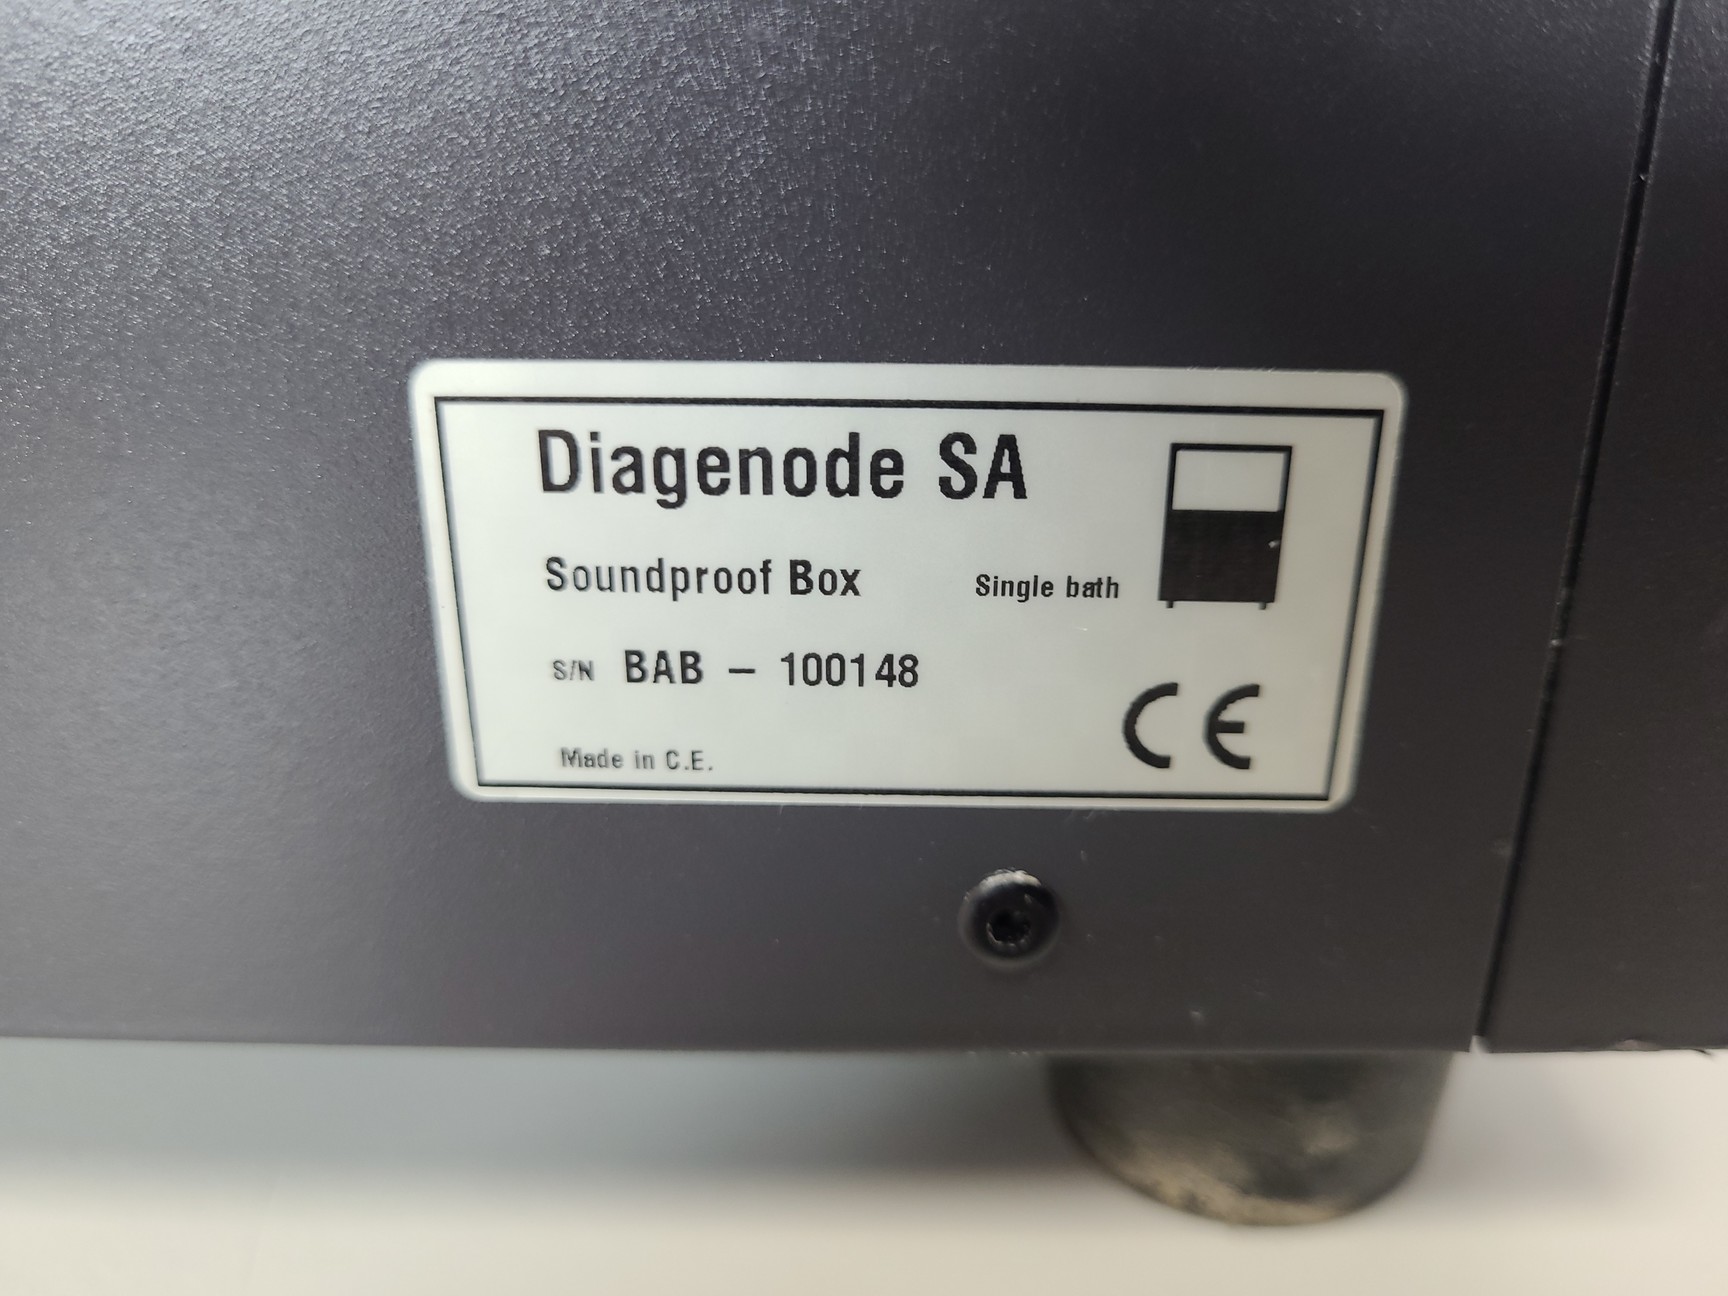 Diagenode SA
Soundproof Box Single bath
S/N BAB – 100148
Made in C.E.
CE